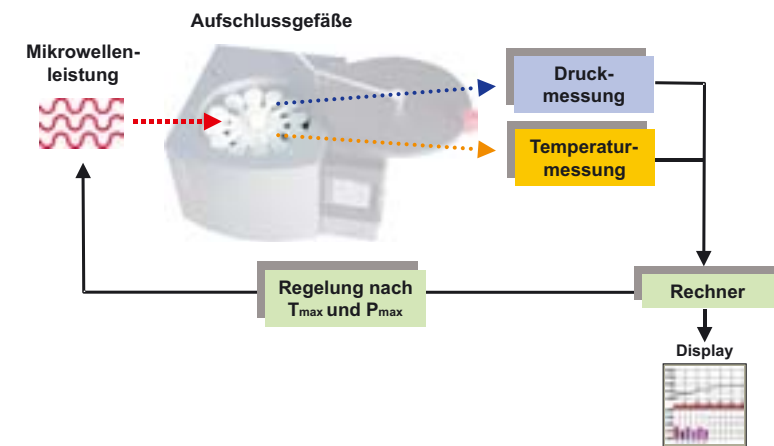 Aufschlussgefäße
Mikrowellen-
leistung
Druck-
messung
Temperatur-
messung
Regelung nach
Tmax und Pmax
Rechner
Display